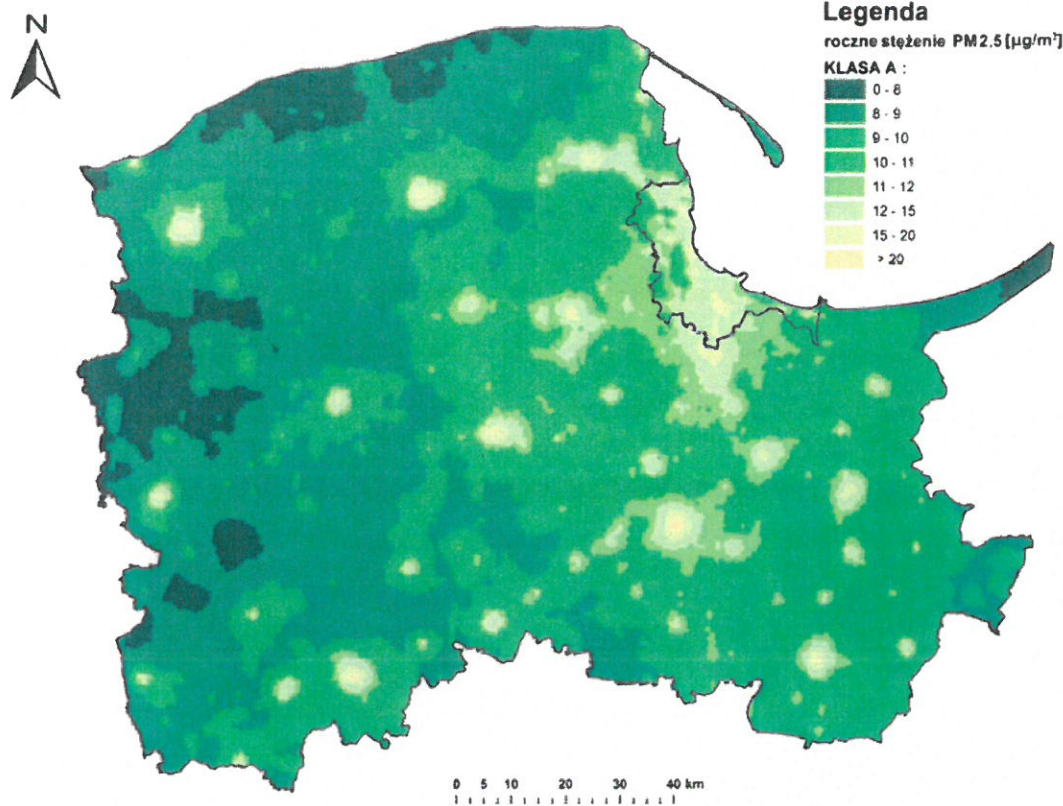 N
Legenda
roczne stężenie PM2.5 [µg/m³]
KLASA A :
0 - 8
8 - 9
9 - 10
10 - 11
11 - 12
12 - 15
15 - 20
> 20
0 5 10 20 30 40 km